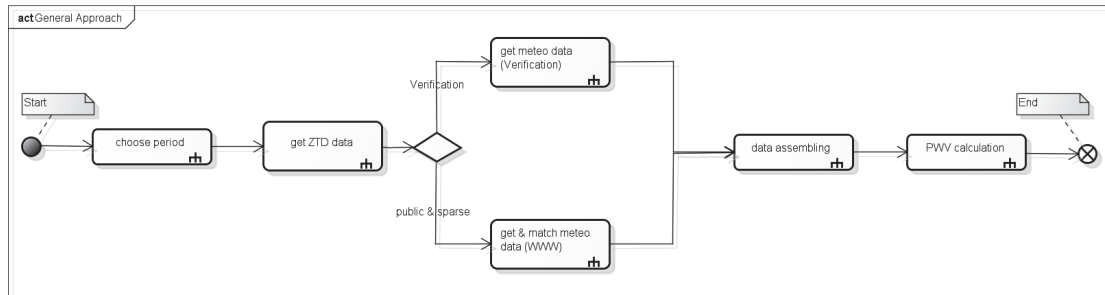 act General Approach
Start
choose period
get ZTD data
Verification
public & sparse
get meteo data
(Verification)
get & match meteo
data (WWW)
data assembling
PWV calculation
End